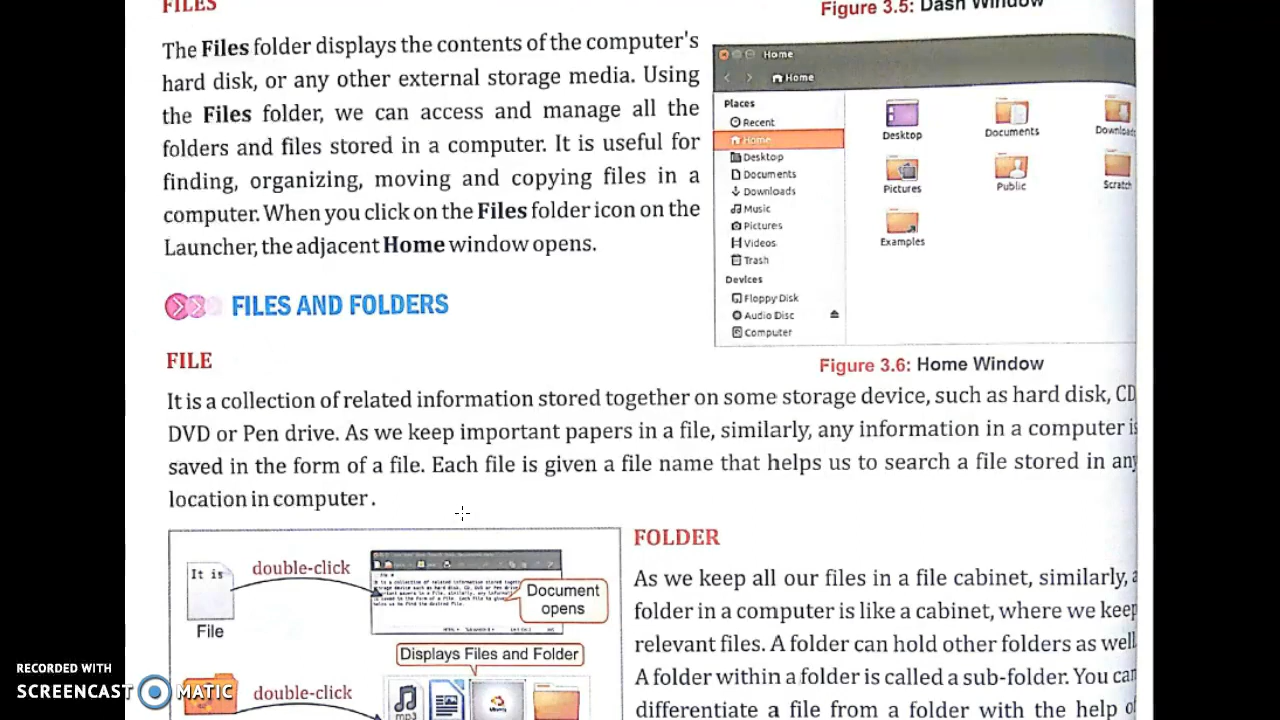 FILES
Figure 3.5: Dash Window
The Files folder displays the contents of the computer's
hard disk, or any other external storage media. Using
the Files folder, we can access and manage all the
folders and files stored in a computer. It is useful for
finding, organizing, moving and copying files in a
computer. When you click on the Files folder icon on the
Launcher, the adjacent Home window opens.
Home
Home
Places
Recent
Home
Desktop
Documents
Downloads
Music
Pictures
Videos
Trash
Devices
Floppy Disk
Audio Disc
Computer
Desktop
Documents
Pictures
Public
Scratch
Examples
Figure 3.6: Home Window
FILES AND FOLDERS
FILE
It is a collection of related information stored together on some storage device, such as hard disk, CD
DVD or Pen drive. As we keep important papers in a file, similarly, any information in a computer is
saved in the form of a file. Each file is given a file name that helps us to search a file stored in any
location in computer .
It is
File
double-click
Document
opens
Displays Files and Folder
double-click
mp3
FOLDER
As we keep all our files in a file cabinet, similarly, a
folder in a computer is like a cabinet, where we keep
relevant files. A folder can hold other folders as well.
A folder within a folder is called a sub-folder. You can
differentiate a file from a folder with the help of
RECORDED WITH
SCREENCAST MATIC